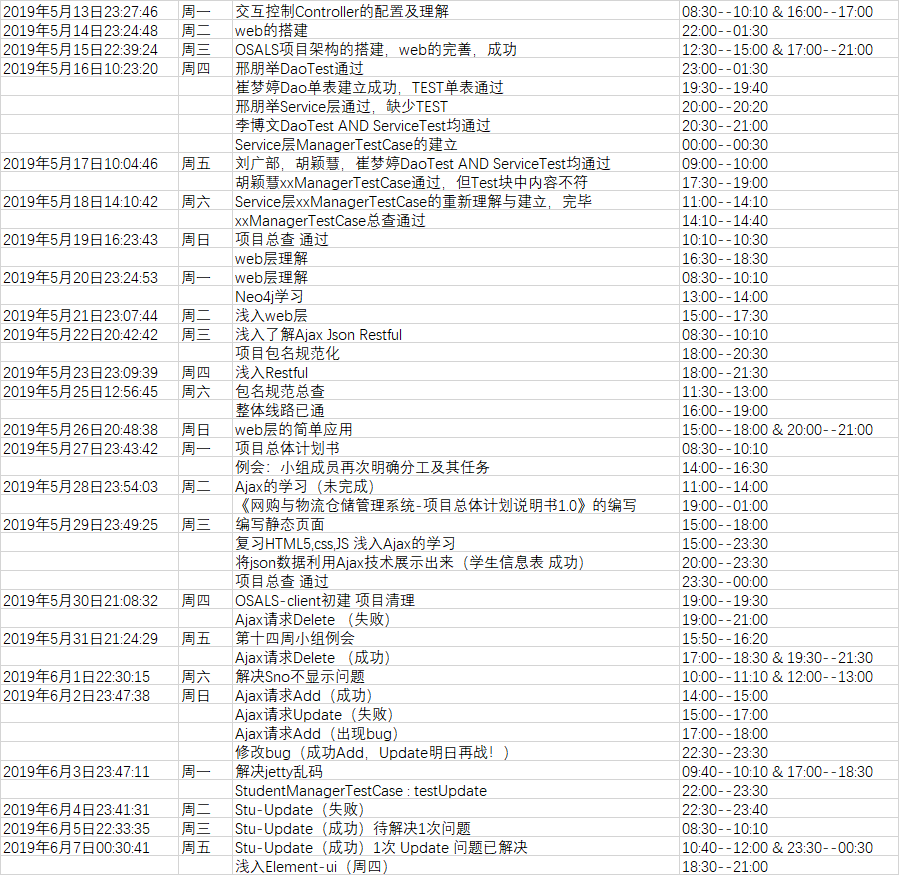 2019年5月13日23:27:46 周一 交互控制Controller的配置及理解 08:30--10:10 & 16:00--17:00
2019年5月14日23:24:48 周二 web的搭建 22:00--01:30
2019年5月15日22:39:24 周三 OSALS项目架构的搭建，web的完善，成功 12:30--15:00 & 17:00--21:00
2019年5月16日10:23:20 周四 邢朋举DaoTest通过 23:00--01:30
崔梦婷Dao单表建立成功，TEST单表通过 19:30--19:40
邢朋举Service层通过，缺少TEST 20:00--20:20
李博文DaoTest AND ServiceTest均通过 20:30--21:00
Service层ManagerTestCase的建立 00:00--00:30
2019年5月17日10:04:46 周五 刘广部，胡颖慧，崔梦婷DaoTest AND ServiceTest均通过 09:00--10:00
胡颖慧xxManagerTestCase通过，但Test块中内容不符 17:30--19:00
2019年5月18日14:10:42 周六 Service层xxManagerTestCase的重新理解与建立，完毕 11:00--14:10
xxManagerTestCase总查通过 14:10--14:40
2019年5月19日16:23:43 周日 项目总查 通过 10:10--10:30
web层理解 16:30--18:30
2019年5月20日23:24:53 周一 web层理解 08:30--10:10
Neo4j学习 13:00--14:00
2019年5月21日23:07:44 周二 浅入web层 15:00--17:30
2019年5月22日20:42:42 周三 浅入了解Ajax Json Restful 08:30--10:10
项目包名规范化 18:00--20:30
2019年5月23日23:09:39 周四 浅入Restful 18:00--21:30
2019年5月25日12:56:45 周六 包名规范总查 11:30--13:00
整体线路已通 16:00--19:00
2019年5月26日20:48:38 周日 web层的简单应用 15:00--18:00 & 20:00--21:00
2019年5月27日23:43:42 周一 项目总体计划书 08:30--10:10
例会：小组成员再次明确分工及其任务 14:00--16:30
2019年5月28日23:54:03 周二 Ajax的学习（未完成） 11:00--14:00
《网购与物流仓储管理系统-项目总体计划说明书1.0》的编写 19:00--01:00
2019年5月29日23:49:25 周三 编写静态页面 15:00--18:00
复习HTML5,css,JS 浅入Ajax的学习 15:00--23:30
将json数据利用Ajax技术展示出来（学生信息表 成功） 20:00--23:30
项目总查 通过 23:30--00:00
2019年5月30日21:08:32 周四 OSALS-client初建 项目清理 19:00--19:30
Ajax请求Delete （失败） 19:00--21:00
2019年5月31日21:24:29 周五 第十四周小组例会 15:50--16:20
Ajax请求Delete （成功） 17:00--18:30 & 19:30--21:30
2019年6月1日22:30:15 周六 解决Sno不显示问题 10:00--11:10 & 12:00--13:00
2019年6月2日23:47:38 周日 Ajax请求Add（成功） 14:00--15:00
Ajax请求Update（失败） 15:00--17:00
Ajax请求Add（出现bug） 17:00--18:00
修改bug（成功Add，Update明日再战！） 22:30--23:30
2019年6月3日23:47:11 周一 解决jetty乱码 09:40--10:10 & 17:00--18:30
StudentManagerTestCase : testUpdate 22:00--23:30
2019年6月4日23:41:31 周二 Stu-Update（失败） 22:30--23:40
2019年6月5日22:33:35 周三 Stu-Update（成功）待解决1次问题 08:30--10:10
2019年6月7日00:30:41 周五 Stu-Update（成功）1次 Update 问题已解决 10:40--12:00 & 23:30--00:30
浅入Element-ui（周四） 18:30--21:00